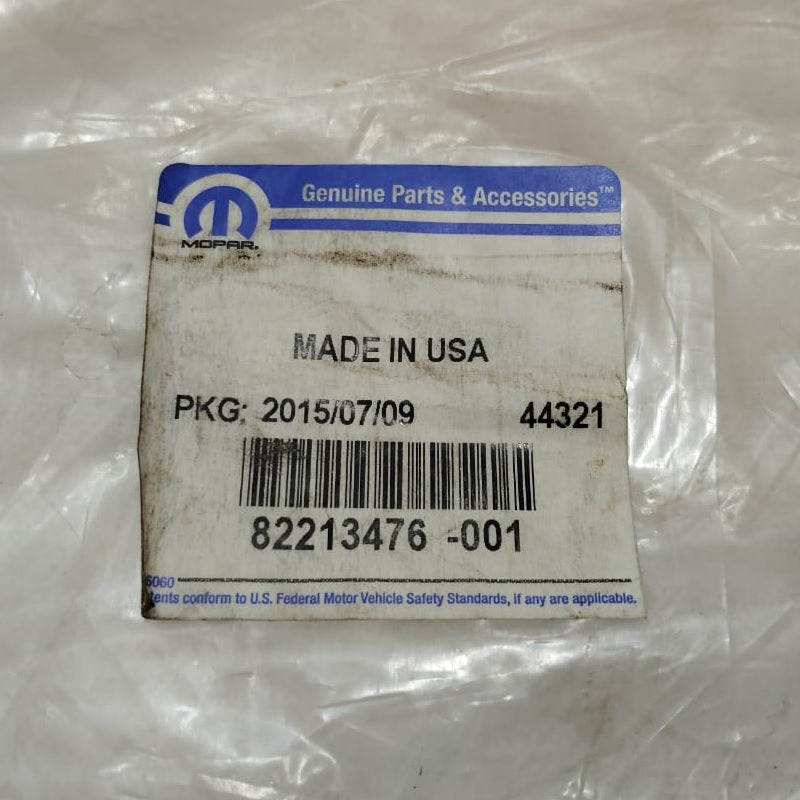 Genuine Parts & Accessories™
MOPAR®
MADE IN USA
PKG: 2015/07/09 44321
82213476 -001
6060
tents conform to U.S. Federal Motor Vehicle Safety Standards, if any are applicable.